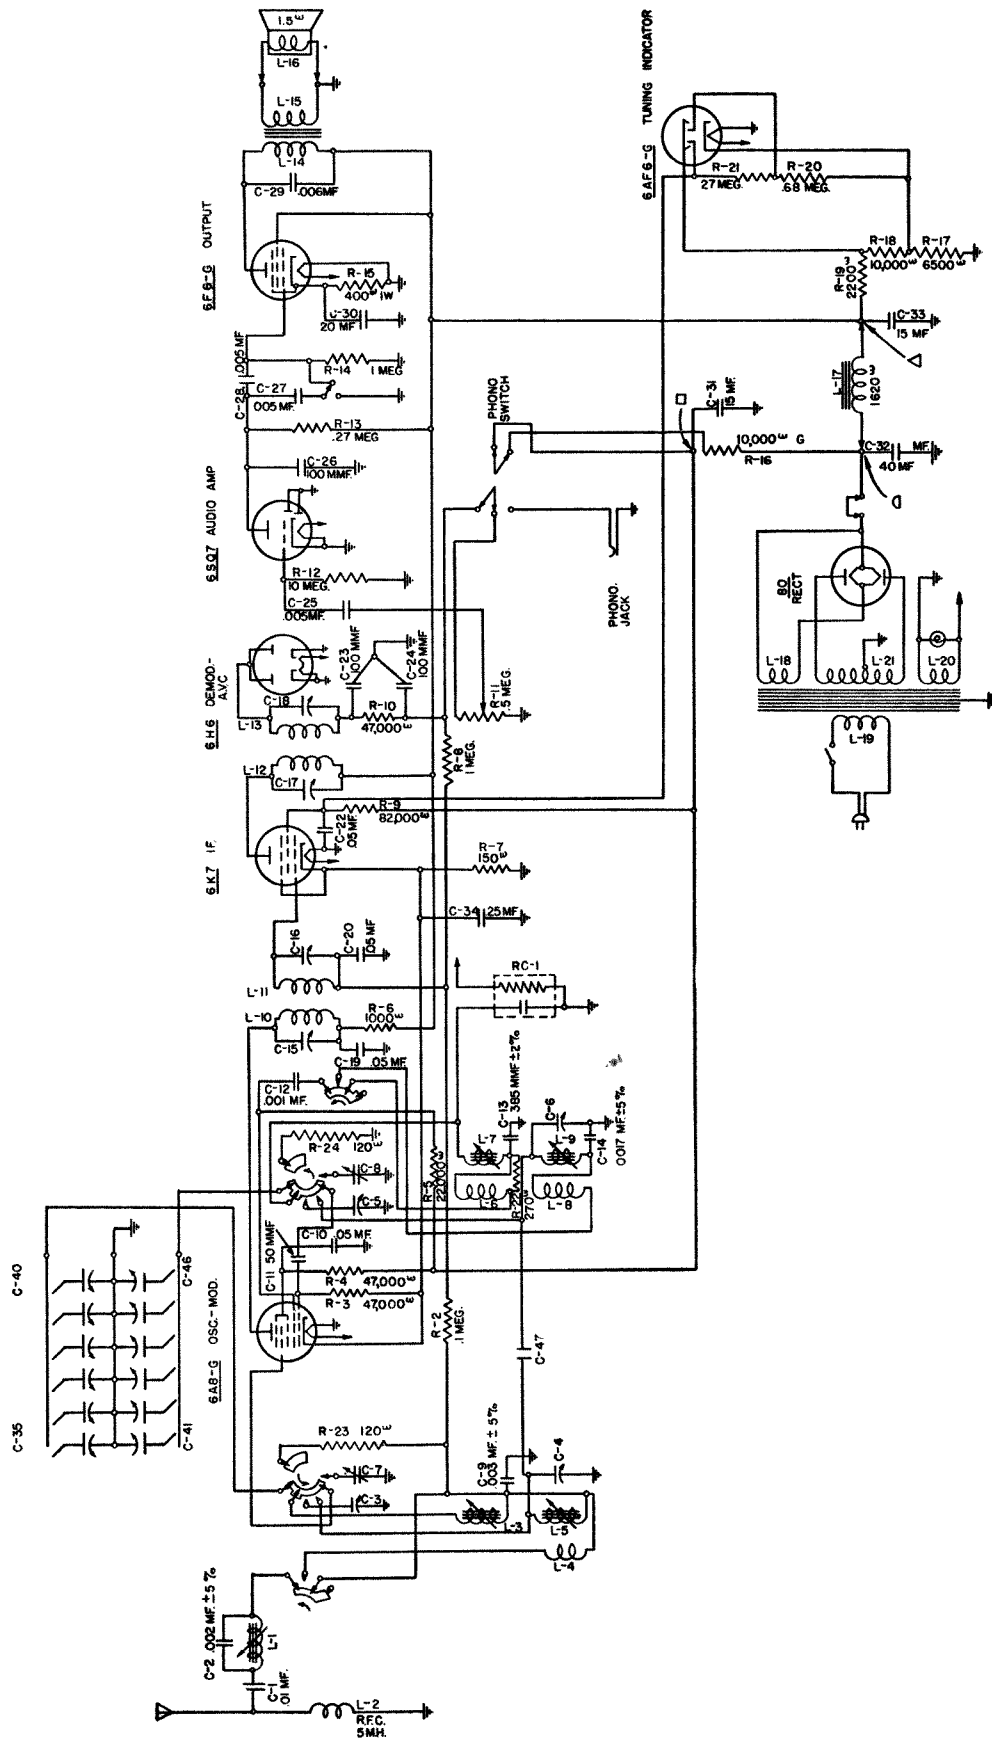 1.5ω
L-16
L-15
L-14
C-29 .006MF
6F6-G OUTPUT
R-15
400ω 1W
C-30
20 MF
C-28 .005 MF
R-14
1 MEG.
C-27
.005 MF.
R-13
.27 MEG
C-26
100 MMF.
6SQ7 AUDIO AMP
R-12
10 MEG.
C-25
.005MF.
6H6 DEMOD.-
A.V.C
C-23
100 MMF
C-24
100 MMF
C-18
L-13
R-10
47,000ω
R-11
.5 MEG.
R-8
1 MEG.
L-12
C-17
R-9
82,000ω
C-22
.05 MF.
6K7 I.F.
R-7
150ω
C-34 .25 MF
C-16
C-20
.05 MF
L-11
RC-1
L-10
C-15
R-6
1000ω
C-19 .05 MF
C-12
.001 MF.
R-24 120ω
C-8
C-5
R-5
22,000ω
C-13
385 MMF ±2%
C-6
L-7
L-9
C-14
.0017 MF.±5%
L-6
R-22
270ω
L-8
C-10 .05 MF.
C-11 50 MMF
R-4 47,000ω
R-3 47,000ω
R-2
.1 MEG.
6A8-G OSC.-MOD.
C-40
C-46
C-35
C-41
C-47
R-23 120ω
C-7
C-3
C-9
.003 MF. ± 5%
C-4
L-3
L-5
L-4
C-2 .002 MF. ±5%
L-1
C-1
.01 MF.
L-2
R.F.C.
5 M.H.
PHONO
SWITCH
PHONO.
JACK
6AF6-G TUNING INDICATOR
R-21
.27 MEG.
R-20
.68 MEG.
R-18
10,000ω
R-17
6500ω
R-19
2200ω
C-33
15 MF
L-17
1620ω
C-31
15 MF.
10,000ω G
R-16
C-32 MF.
40 MF
D
80
RECT
L-18
L-21
L-20
L-19